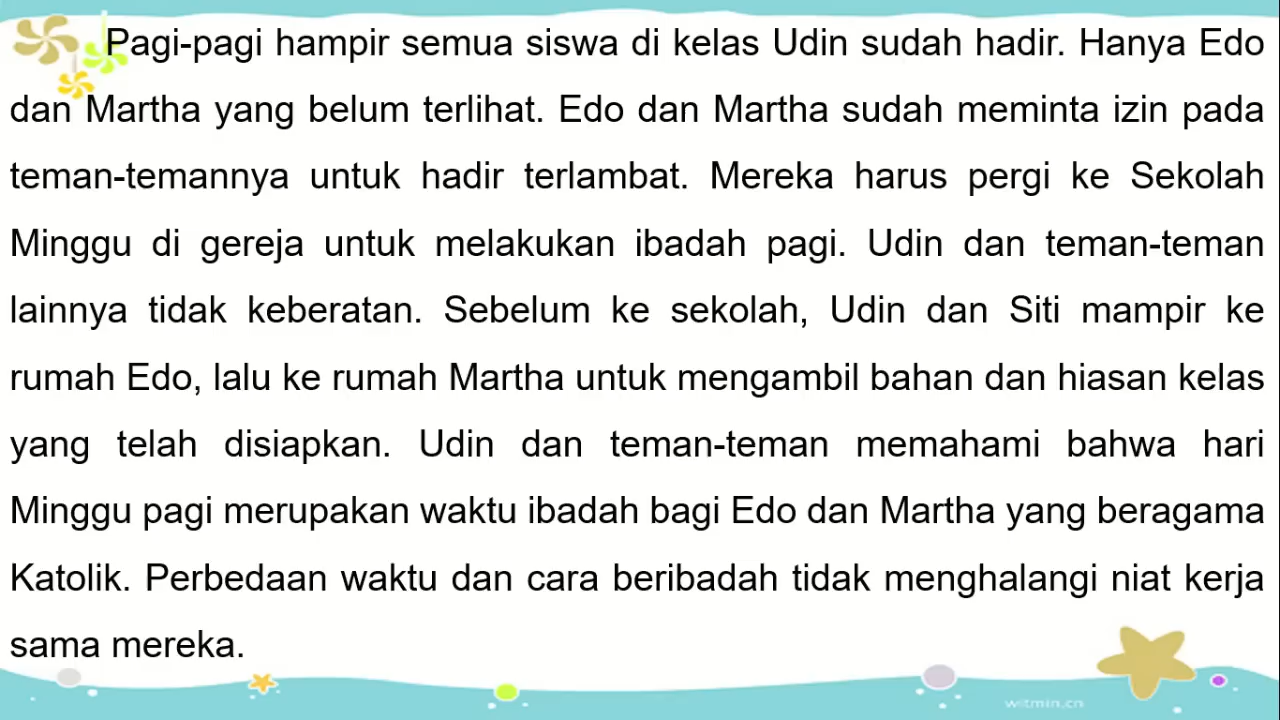 Pagi-pagi hampir semua siswa di kelas Udin sudah hadir. Hanya Edo
dan Martha yang belum terlihat. Edo dan Martha sudah meminta izin pada
teman-temannya untuk hadir terlambat. Mereka harus pergi ke Sekolah
Minggu di gereja untuk melakukan ibadah pagi. Udin dan teman-teman
lainnya tidak keberatan. Sebelum ke sekolah, Udin dan Siti mampir ke
rumah Edo, lalu ke rumah Martha untuk mengambil bahan dan hiasan kelas
yang telah disiapkan. Udin dan teman-teman memahami bahwa hari
Minggu pagi merupakan waktu ibadah bagi Edo dan Martha yang beragama
Katolik. Perbedaan waktu dan cara beribadah tidak menghalangi niat kerja
sama mereka.
witmin.cn